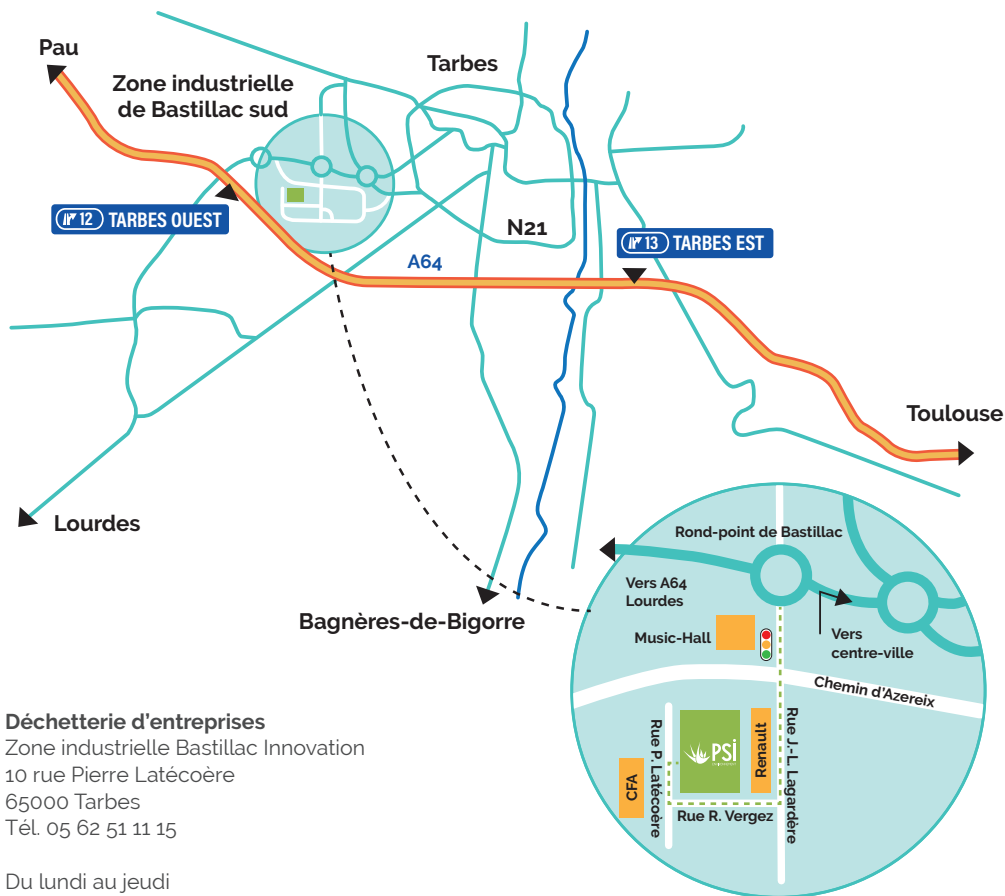 Pau
Zone industrielle
de Bastillac sud
Tarbes
12 TARBES OUEST
N21
13 TARBES EST
A64
Toulouse
Lourdes
Bagnères-de-Bigorre
Rond-point de Bastillac
Vers A64
Lourdes
Music-Hall
Vers
centre-ville
Chemin d'Azereix
Rue P. Latécoère
PSI
Renault
Rue J.-L. Lagardère
CFA
Rue R. Vergez
Déchetterie d'entreprises
Zone industrielle Bastillac Innovation
10 rue Pierre Latécoère
65000 Tarbes
Tél. 05 62 51 11 15
Du lundi au jeudi